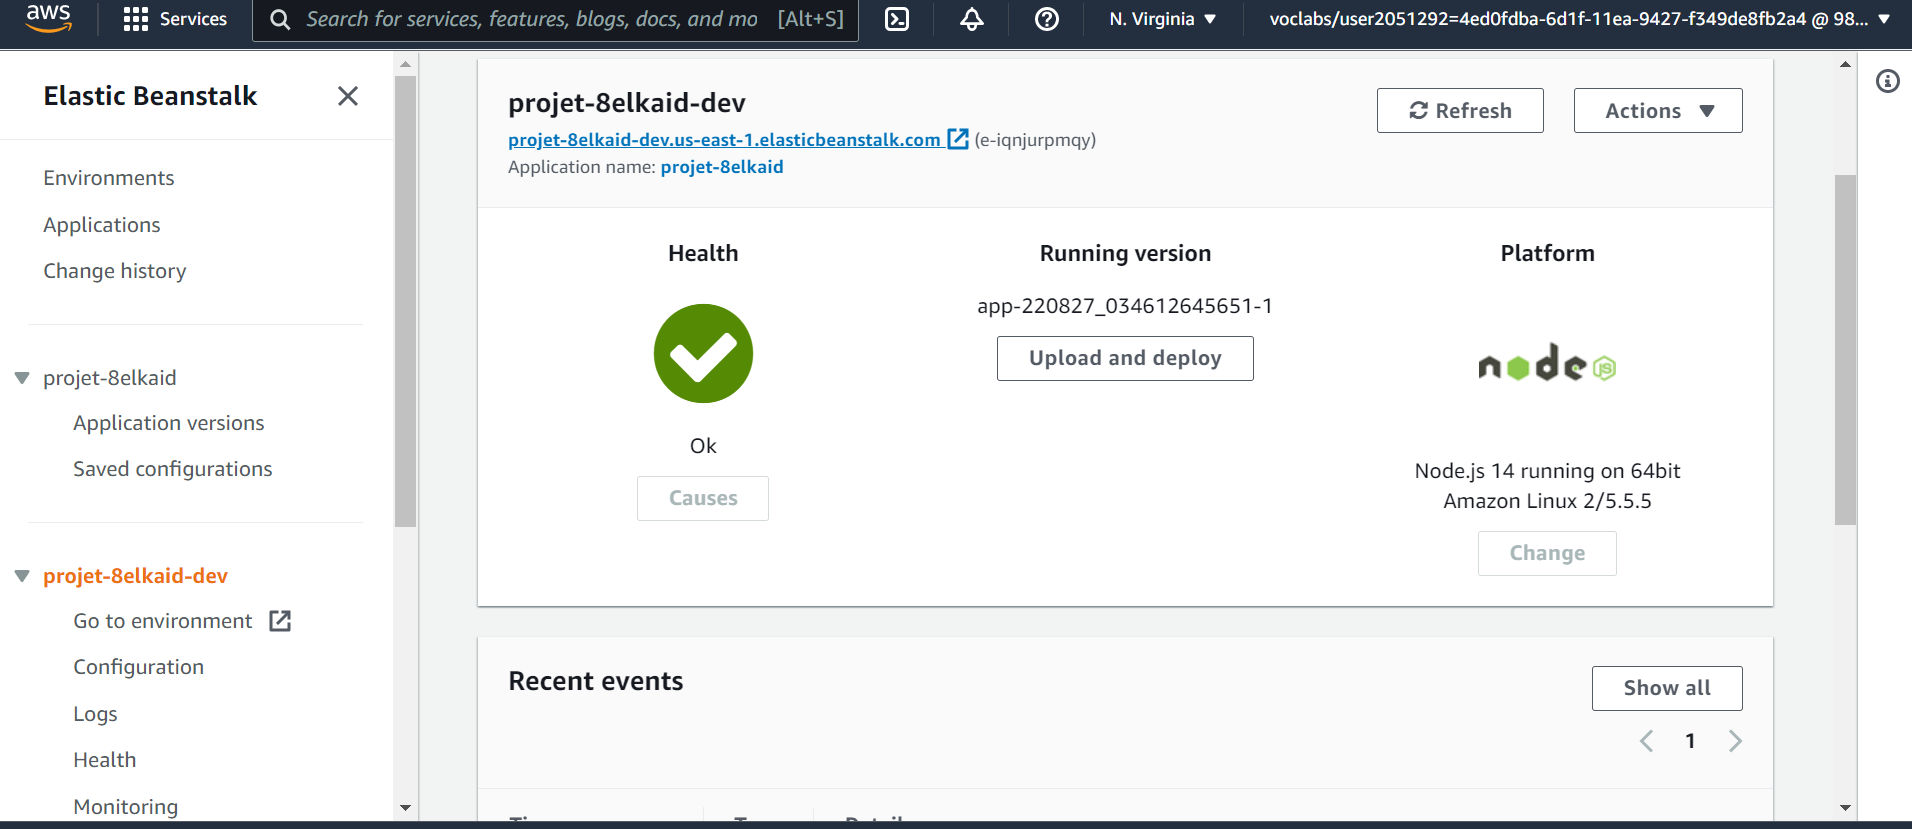 aws
Services
Search for services, features, blogs, docs, and mo [Alt+S]
N. Virginia
voclabs/user2051292=4ed0fdba-6d1f-11ea-9427-f349de8fb2a4 @ 98...
Elastic Beanstalk
Environments
Applications
Change history
projet-8elkaid
Application versions
Saved configurations
projet-8elkaid-dev
Go to environment
Configuration
Logs
Health
Monitoring
projet-8elkaid-dev
projet-8elkaid-dev.us-east-1.elasticbeanstalk.com (e-iqnjurpmqy)
Application name: projet-8elkaid
Refresh
Actions
Health
Ok
Causes
Running version
app-220827_034612645651-1
Upload and deploy
Platform
node
JS
Node.js 14 running on 64bit
Amazon Linux 2/5.5.5
Change
Recent events
Show all
1